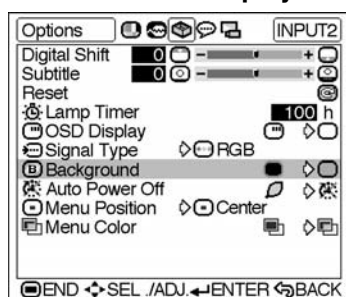 Options INPUT2
Digital Shift 0 - +
Subtitle 0 - +
Reset
Lamp Timer 100 h
OSD Display
Signal Type RGB
B Background
Auto Power Off
Menu Position Center
Menu Color
END SEL./ADJ. ENTER BACK